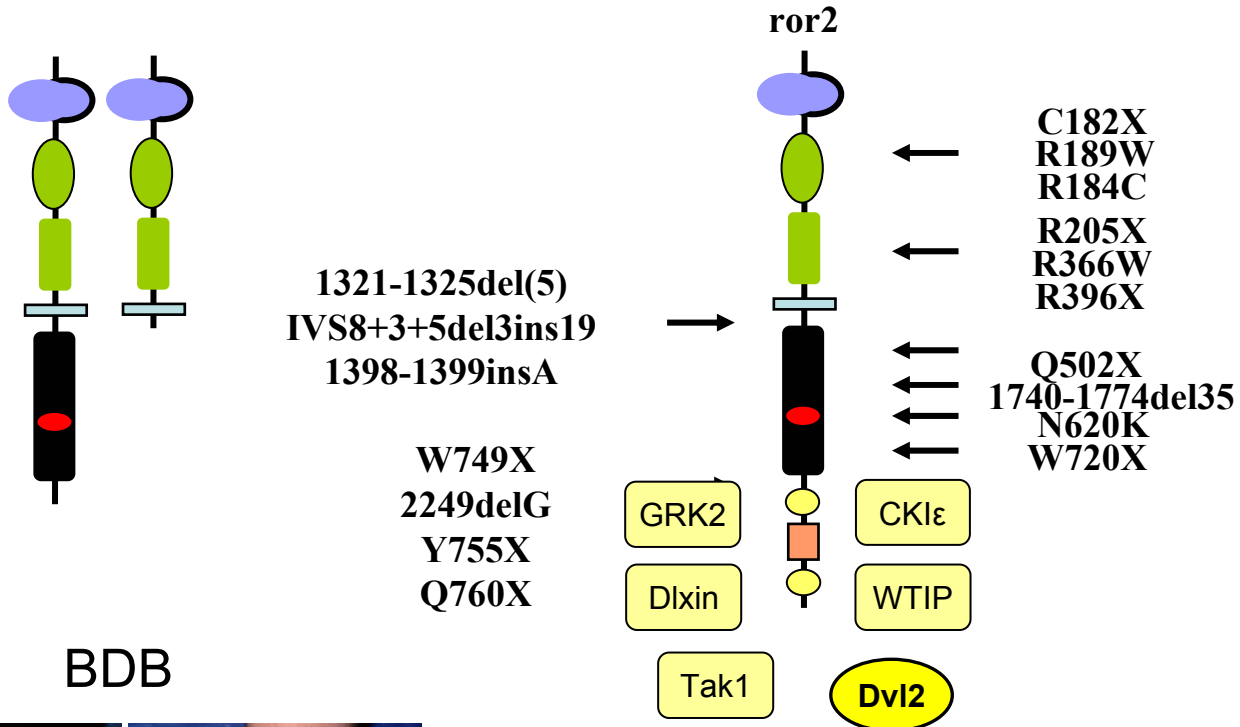 ror2
C182X
R189W
R184C
R205X
R366W
R396X
1321-1325del(5)
IVS8+3+5del3ins19
1398-1399insA
Q502X
1740-1774del35
N620K
W720X
W749X
2249delG
Y755X
Q760X
GRK2
CKIε
Dlxin
WTIP
Tak1
Dvl2
BDB